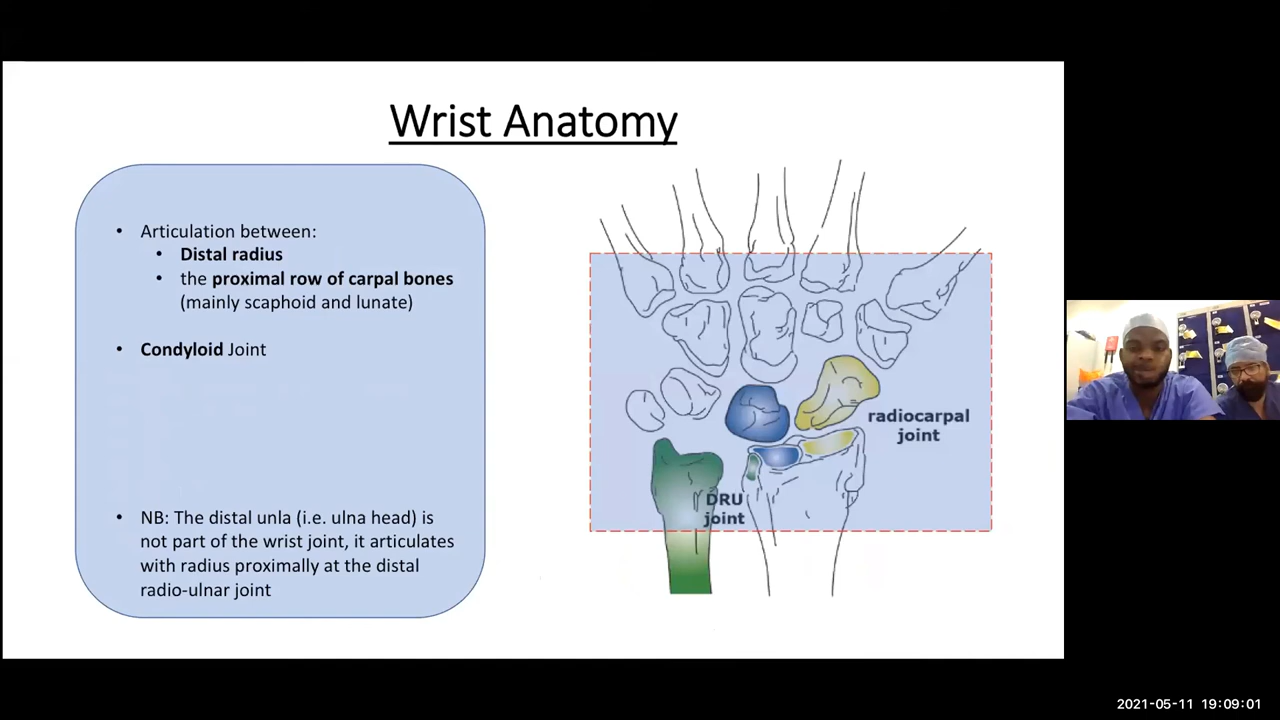 Wrist Anatomy
• Articulation between:
• Distal radius
• the proximal row of carpal bones
(mainly scaphoid and lunate)
• Condyloid Joint
• NB: The distal unla (i.e. ulna head) is
not part of the wrist joint, it articulates
with radius proximally at the distal
radio-ulnar joint
radiocarpal
joint
DRU
joint
2021-05-11 19:09:01